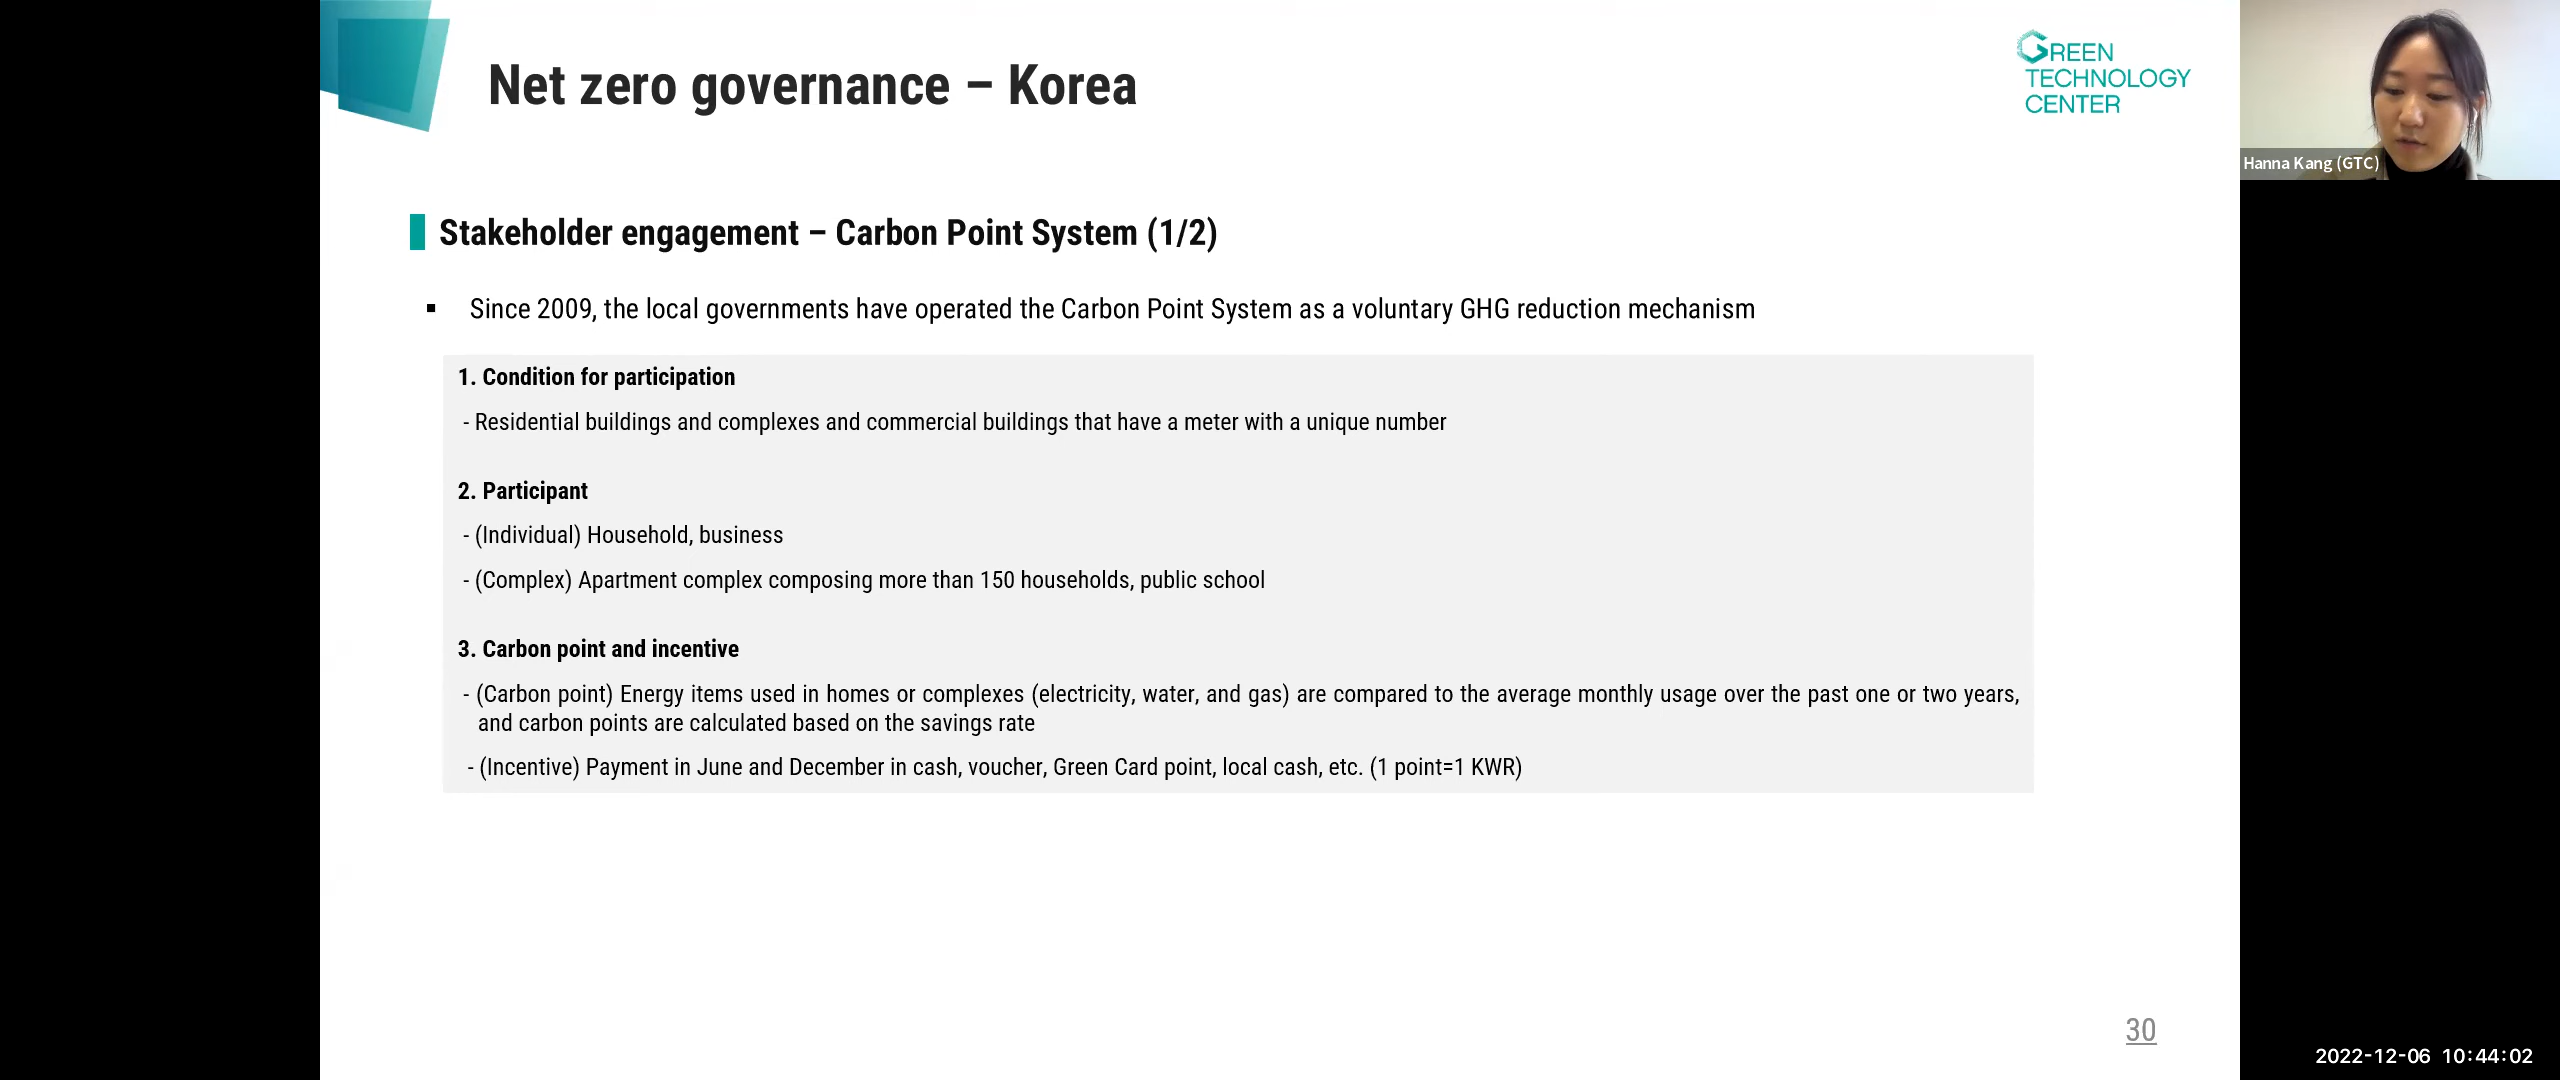 Net zero governance – Korea
GREEN
TECHNOLOGY
CENTER
Hanna Kang (GTC)
Stakeholder engagement – Carbon Point System (1/2)
▪ Since 2009, the local governments have operated the Carbon Point System as a voluntary GHG reduction mechanism
1. Condition for participation
- Residential buildings and complexes and commercial buildings that have a meter with a unique number
2. Participant
- (Individual) Household, business
- (Complex) Apartment complex composing more than 150 households, public school
3. Carbon point and incentive
- (Carbon point) Energy items used in homes or complexes (electricity, water, and gas) are compared to the average monthly usage over the past one or two years,
and carbon points are calculated based on the savings rate
- (Incentive) Payment in June and December in cash, voucher, Green Card point, local cash, etc. (1 point=1 KWR)
30
2022-12-06 10:44:02